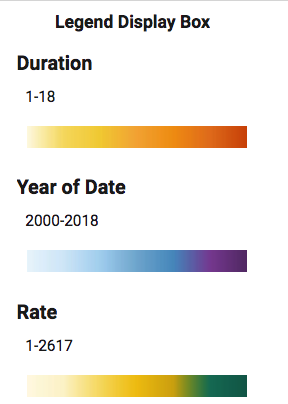 Legend Display Box
Duration
1-18
Year of Date
2000-2018
Rate
1-2617